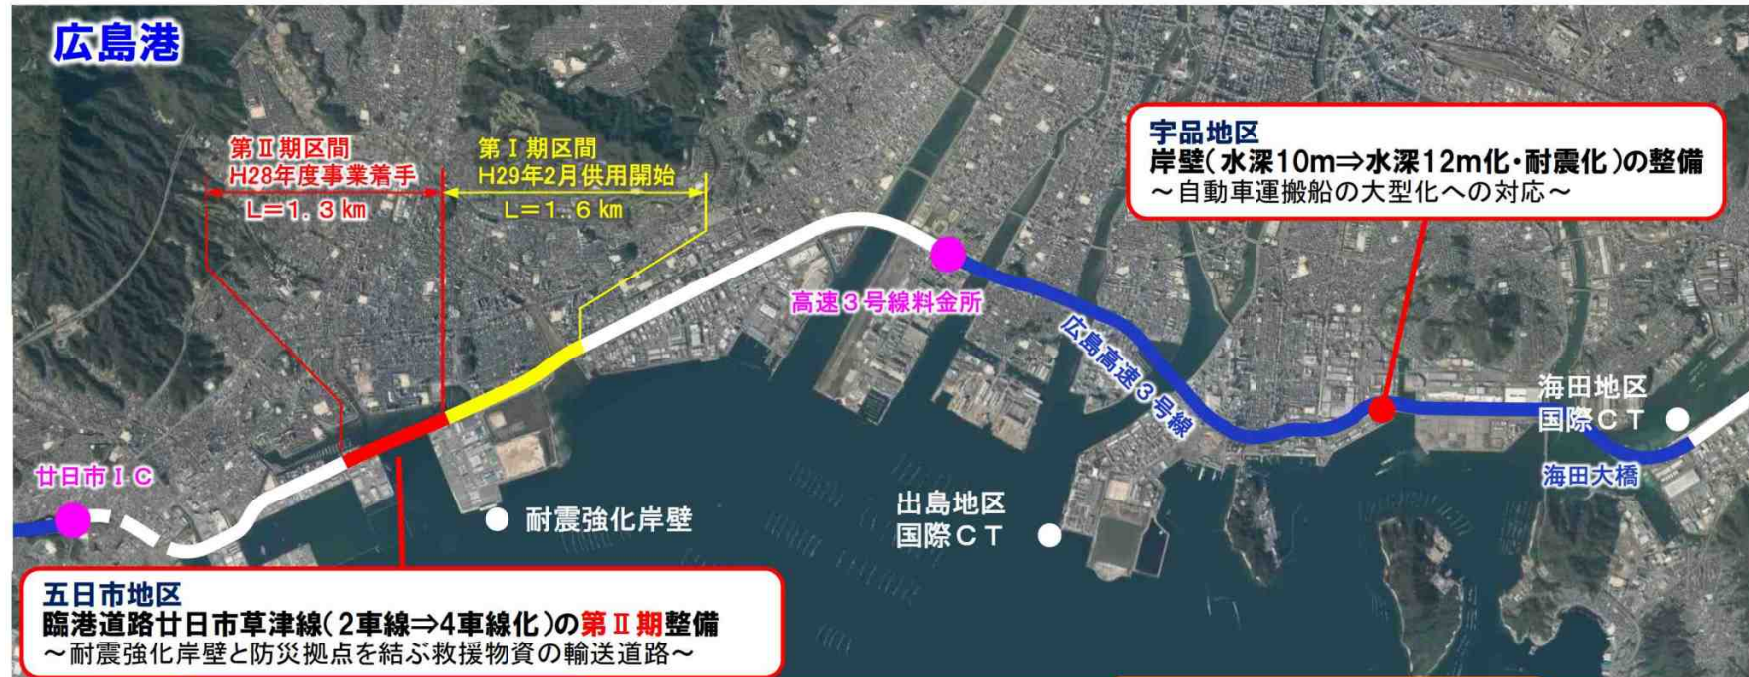 広島港
第Ⅱ期区間
H28年度事業着手
L=1.3㎞
第Ⅰ期区間
H29年2月供用開始
L=1..6㎞
宇品地区
岸壁(水深10m⇒水深12m化・耐震化)の整備
~自動車運搬船の大型化への対応~
高速3号線料金所
広島高速3号線
海田地区
国際CT
海田大橋
廿日市IC
耐震強化岸壁
出島地区
国際CT
五日市地区
臨港道路廿日市草津線(2車線⇒4車線化)の第Ⅱ期整備
~耐震強化岸壁と防災拠点を結ぶ救援物資の輸送道路~